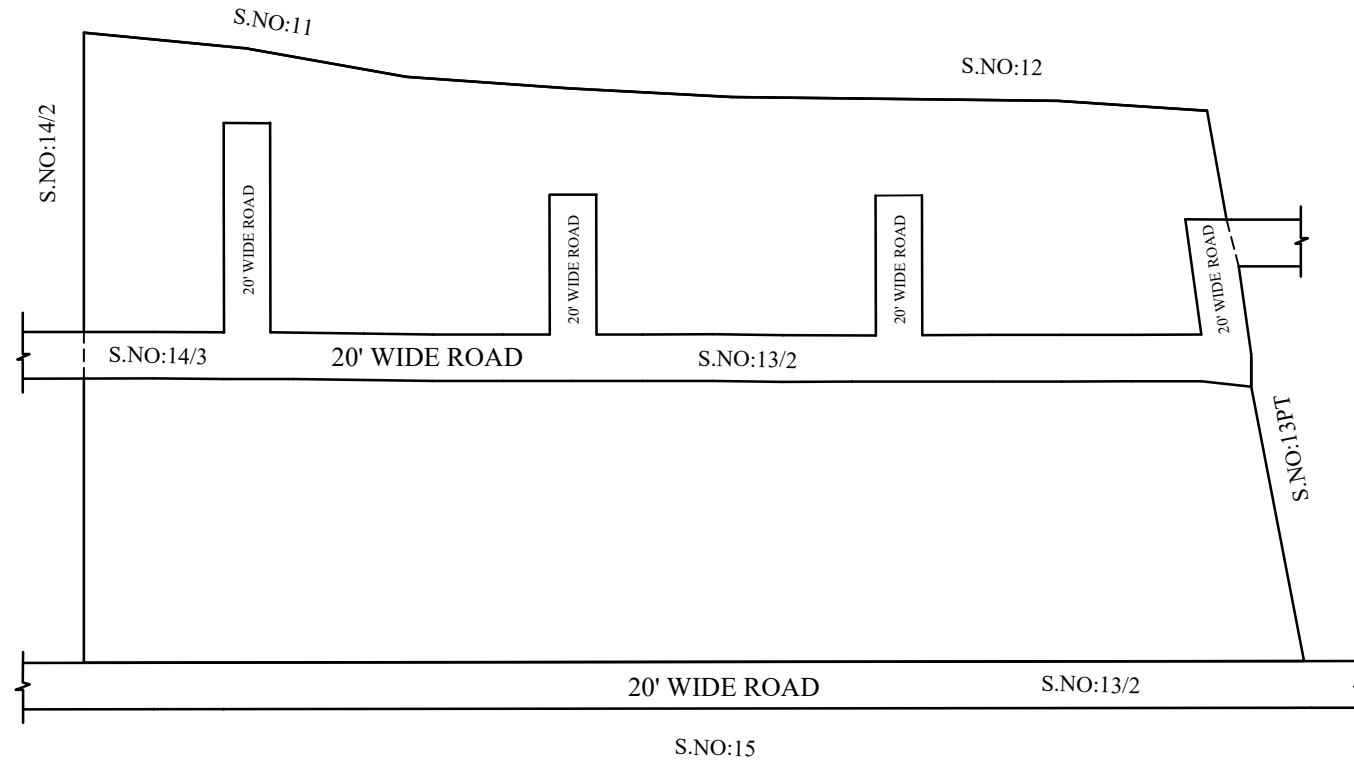 S.NO:11
S.NO:12
S.NO:14/2
20' WIDE ROAD
20' WIDE ROAD
20' WIDE ROAD
20' WIDE ROAD
S.NO:14/3
20' WIDE ROAD
S.NO:13/2
S.NO:13PT
20' WIDE ROAD
S.NO:13/2
S.NO:15